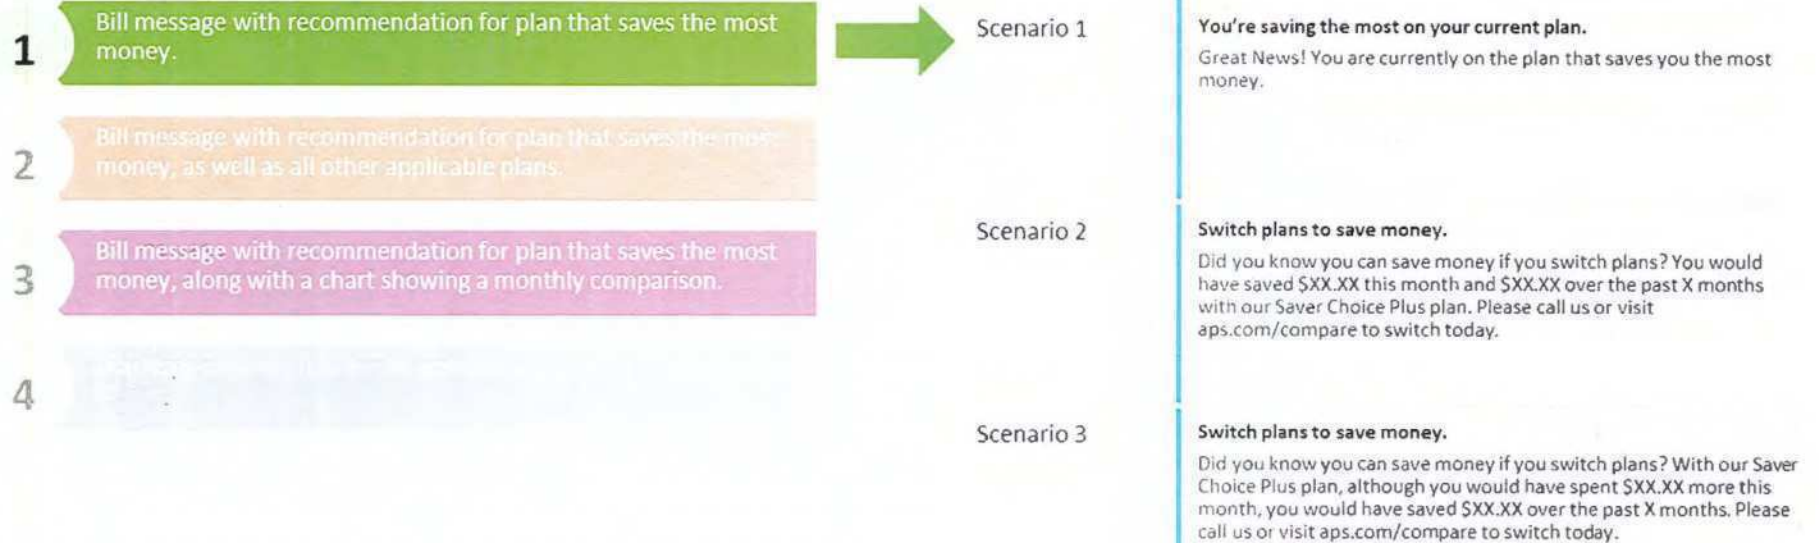 1
Bill message with recommendation for plan that saves the most
money.
2
Bill message with recommendation for plan that saves the most
money, as well as all other applicable plans.
3
Bill message with recommendation for plan that saves the most
money, along with a chart showing a monthly comparison.
4
Scenario 1
You're saving the most on your current plan.
Great News! You are currently on the plan that saves you the most
money.
Scenario 2
Switch plans to save money.
Did you know you can save money if you switch plans? You would
have saved $XX.XX this month and $XX.XX over the past X months
with our Saver Choice Plus plan. Please call us or visit
aps.com/compare to switch today.
Scenario 3
Switch plans to save money.
Did you know you can save money if you switch plans? With our Saver
Choice Plus plan, although you would have spent $XX.XX more this
month, you would have saved $XX.XX over the past X months. Please
call us or visit aps.com/compare to switch today.